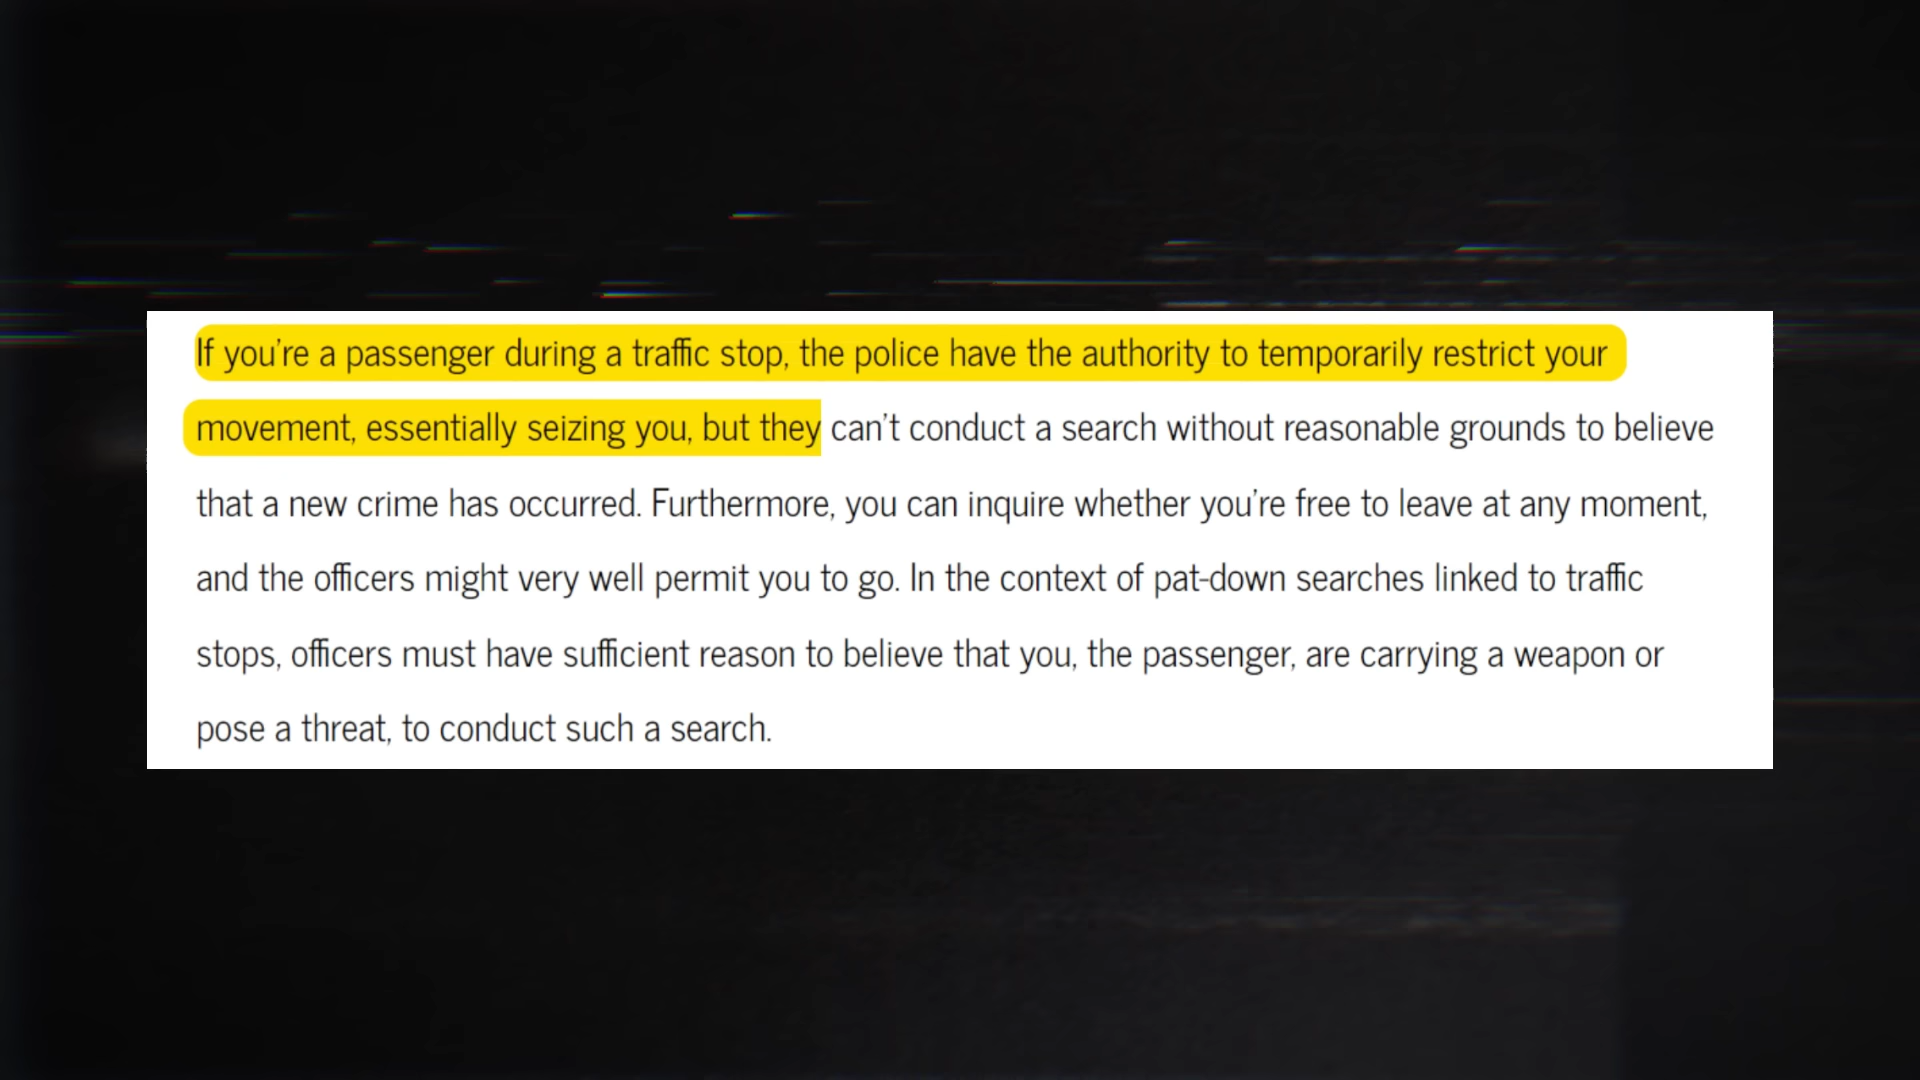 If you’re a passenger during a traffic stop, the police have the authority to temporarily restrict your
movement, essentially seizing you, but they can’t conduct a search without reasonable grounds to believe
that a new crime has occurred. Furthermore, you can inquire whether you’re free to leave at any moment,
and the officers might very well permit you to go. In the context of pat-down searches linked to traffic
stops, officers must have sufficient reason to believe that you, the passenger, are carrying a weapon or
pose a threat, to conduct such a search.